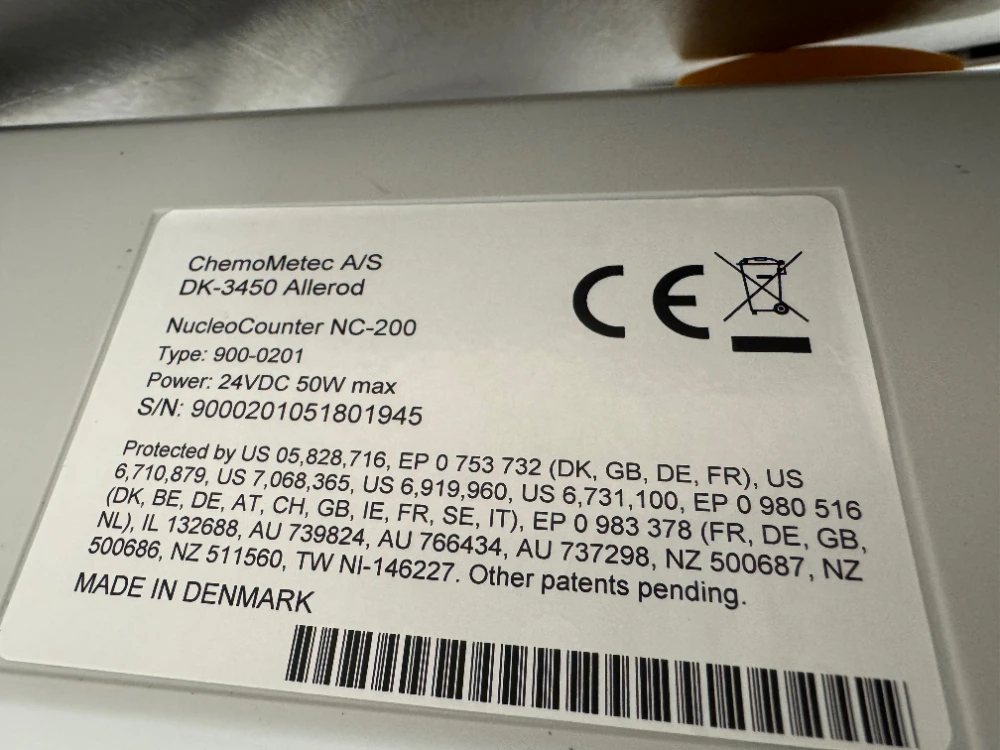 ChemoMetec A/S
DK-3450 Allerod
NucleoCounter NC-200
Type: 900-0201
Power: 24VDC 50W max
S/N: 9000201051801945
Protected by US 05,828,716, EP 0 753 732 (DK, GB, DE, FR), US
6,710,879, US 7,068,365, US 6,919,960, US 6,731,100, EP 0 980 516
(DK, BE, DE, AT, CH, GB, IE, FR, SE, IT), EP 0 983 378 (FR, DE, GB,
NL), IL 132688, AU 739824, AU 766434, AU 737298, NZ 500687, NZ
500686, NZ 511560, TW NI-146227. Other patents pending.
MADE IN DENMARK
CE